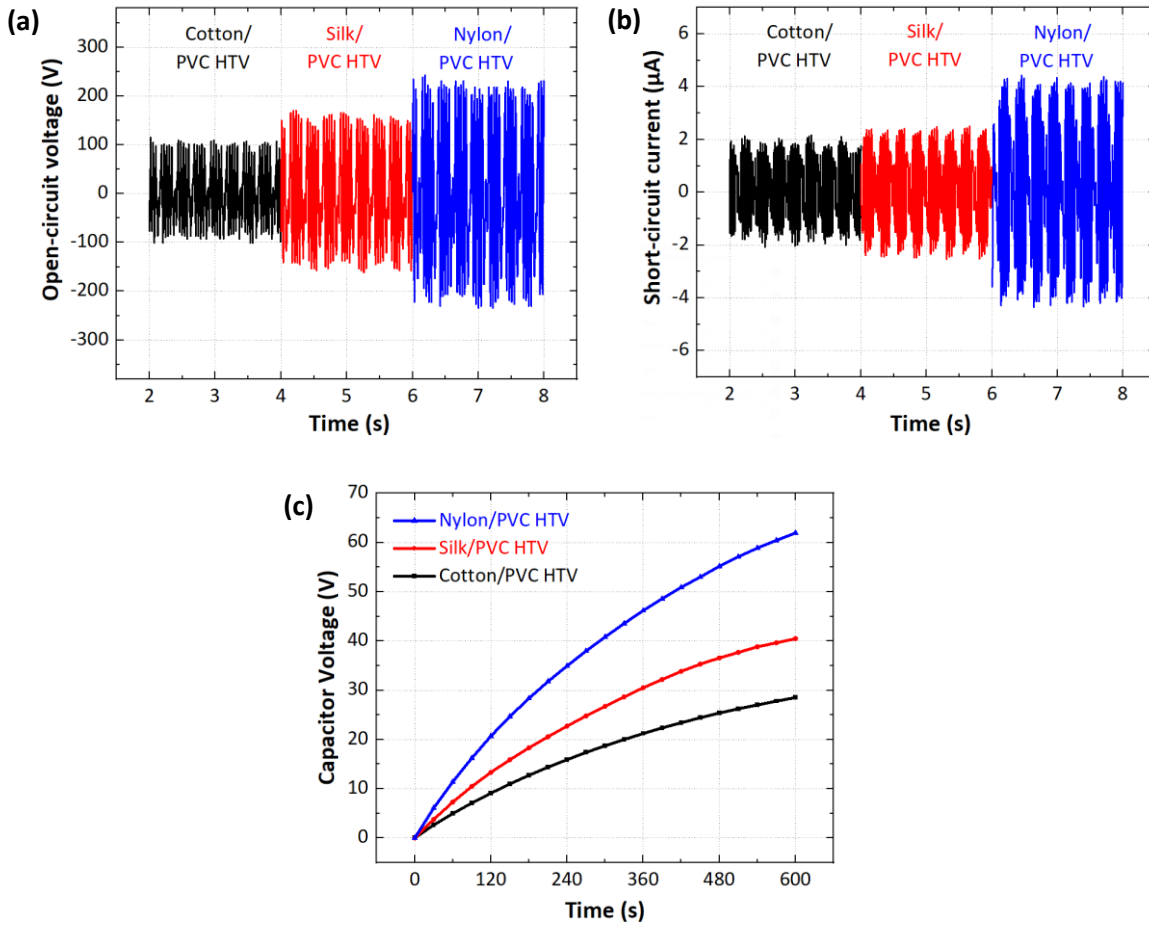 (a)
Open-circuit voltage (V)
300
200
100
0
-100
-200
-300
Cotton/
PVC HTV
Silk/
PVC HTV
Nylon/
PVC HTV
2 3 4 5 6 7 8
Time (s)
(b)
Short-circuit current (µA)
6
4
2
0
-2
-4
-6
Cotton/
PVC HTV
Silk/
PVC HTV
Nylon/
PVC HTV
2 3 4 5 6 7 8
Time (s)
(c)
Capacitor Voltage (V)
70
60
50
40
30
20
10
0
Nylon/PVC HTV
Silk/PVC HTV
Cotton/PVC HTV
0 120 240 360 480 600
Time (s)